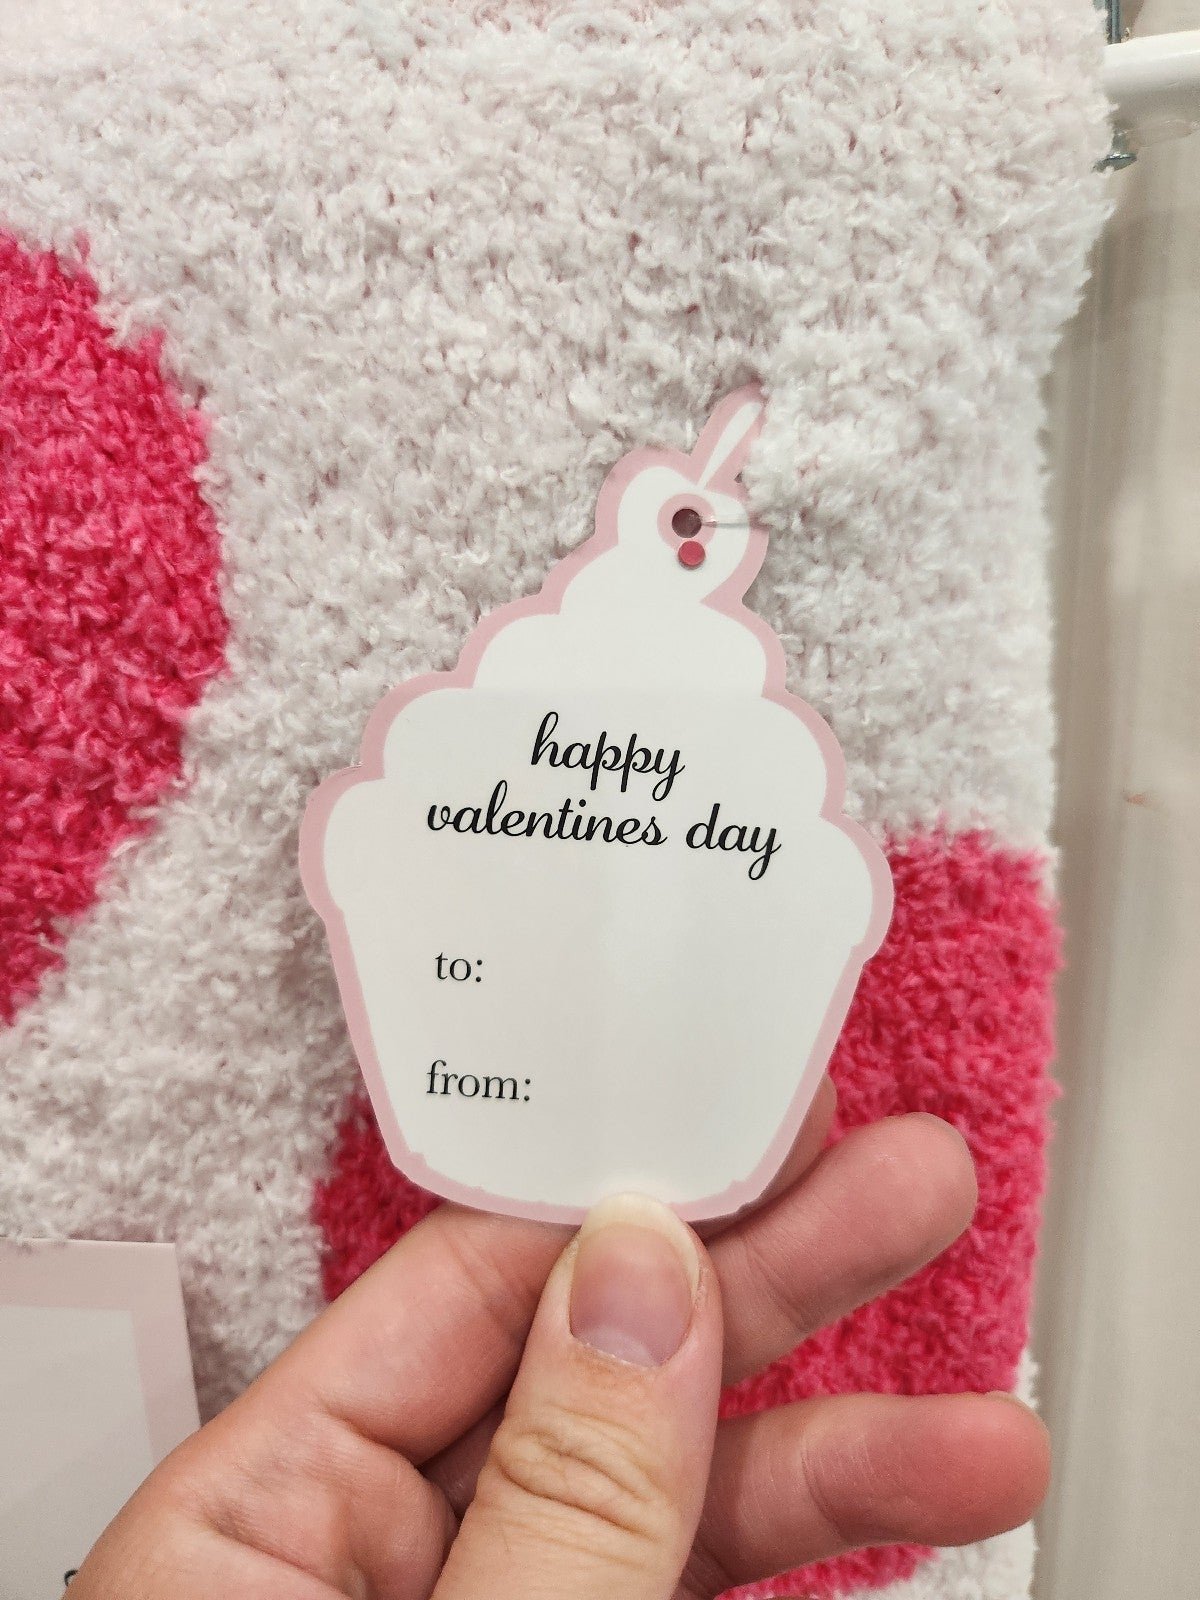 happy
valentines day
to:
from: